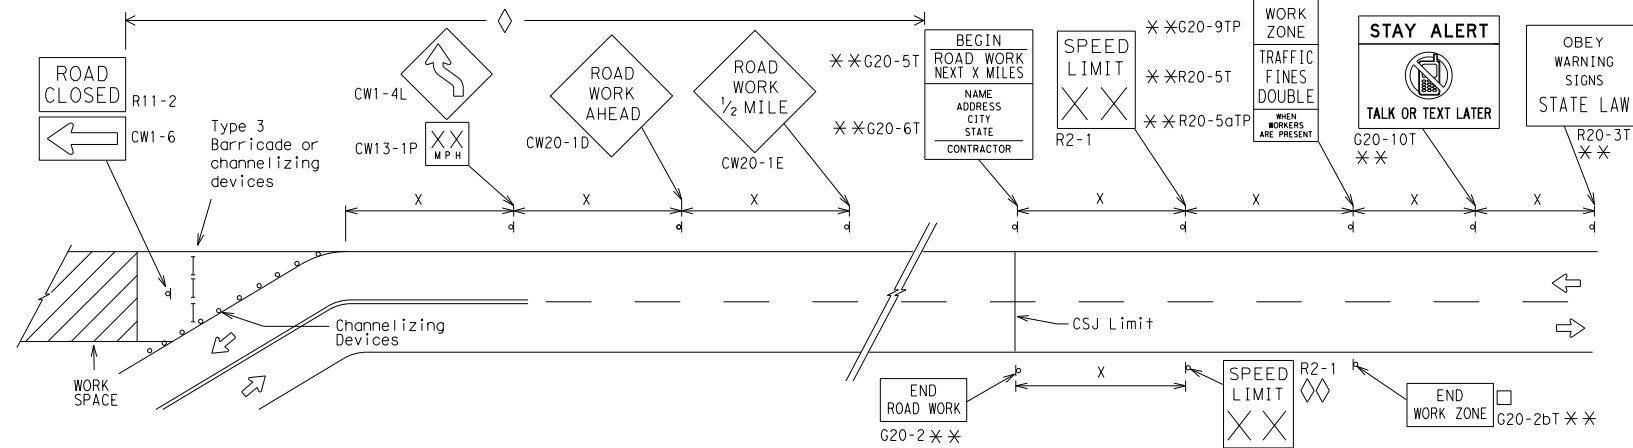 ROAD
CLOSED
R11-2
CW1-6
Type 3
Barricade or
channelizing
devices
CW1-4L
XX
MPH
CW13-1P
ROAD
WORK
AHEAD
CW20-1D
ROAD
WORK
1/2 MILE
CW20-1E
**G20-5T
**G20-6T
BEGIN
ROAD WORK
NEXT X MILES
NAME
ADDRESS
CITY
STATE
CONTRACTOR
SPEED
LIMIT
XX
R2-1
**G20-9TP
**R20-5T
**R20-5aTP
WORK
ZONE
TRAFFIC
FINES
DOUBLE
WHEN
WORKERS
ARE PRESENT
STAY ALERT
TALK OR TEXT LATER
G20-10T
**
OBEY
WARNING
SIGNS
STATE LAW
R20-3T
**
X X X X X X X
Channelizing
Devices
CSJ Limit
WORK
SPACE
END
ROAD WORK
G20-2 **
X
SPEED
LIMIT
XX
R2-1
END
WORK ZONE
G20-2bT **